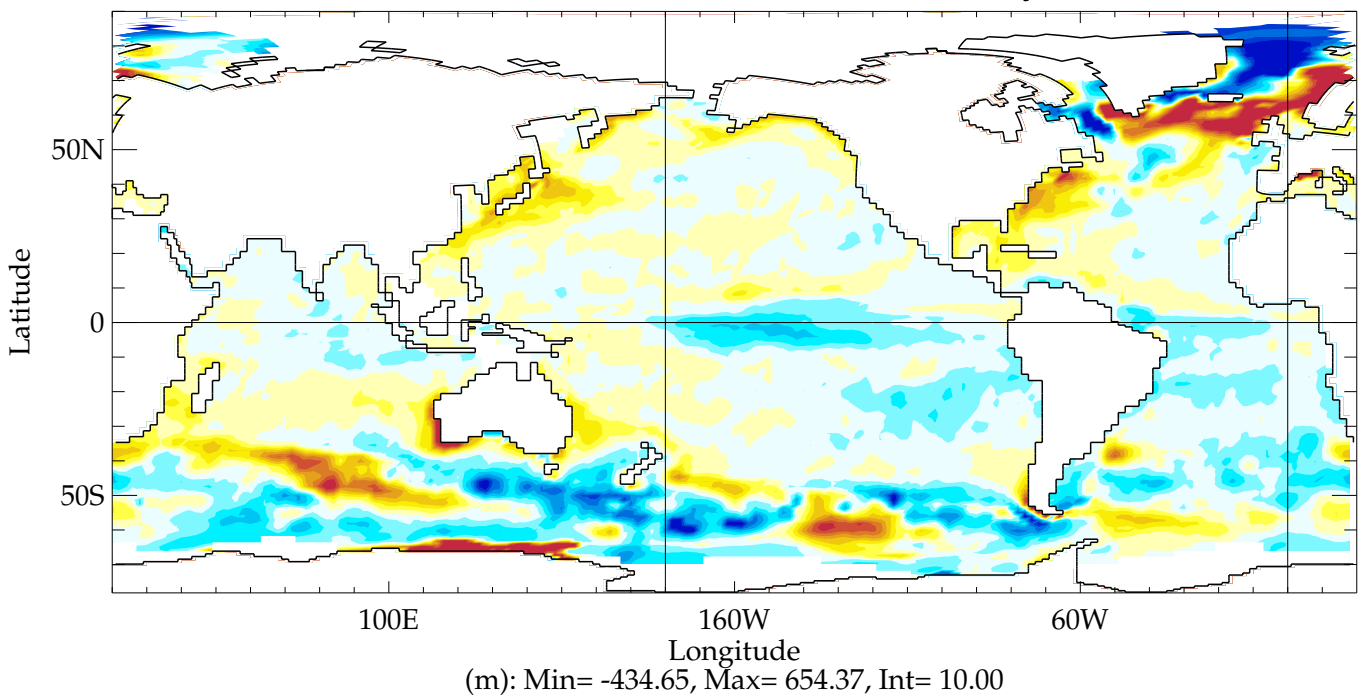 50N
0
50S
Latitude
100E
160W
60W
Longitude
(m): Min= -434.65, Max= 654.37, Int= 10.00